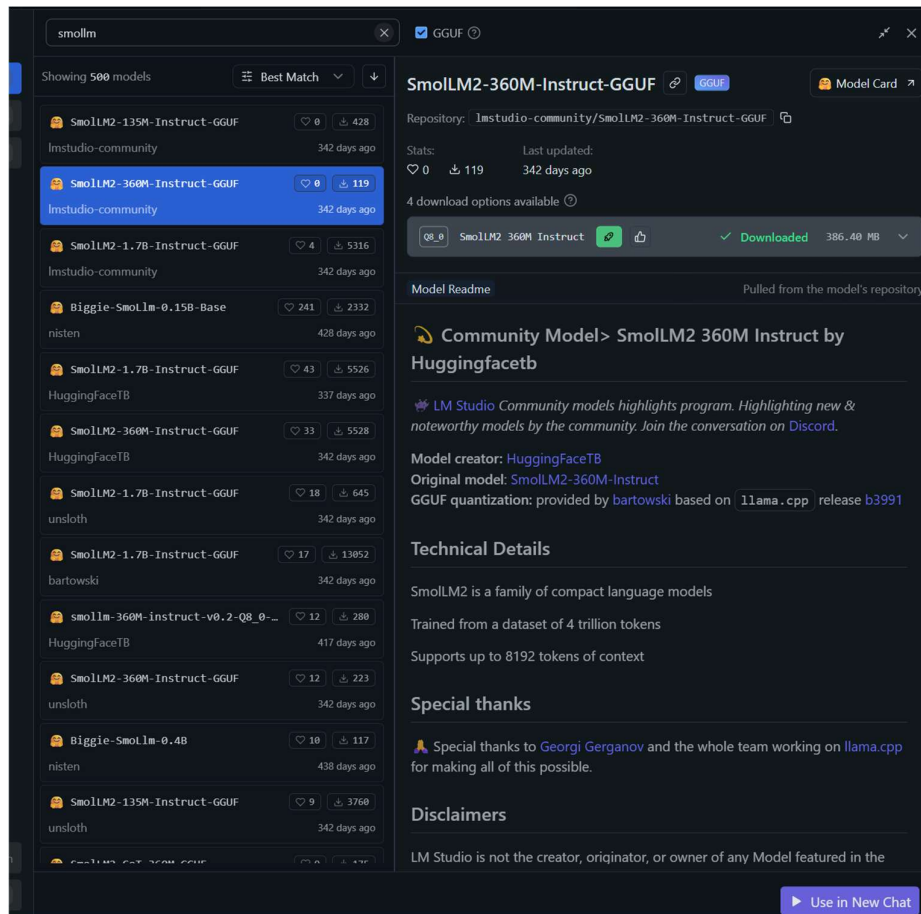 smollm
GGUF
Showing 500 models
Best Match
SmolLM2-135M-Instruct-GGUF 0 428
lmstudio-community 342 days ago
SmolLM2-360M-Instruct-GGUF 0 119
lmstudio-community 342 days ago
SmolLM2-1.7B-Instruct-GGUF 4 5316
lmstudio-community 342 days ago
Biggie-SmoLlm-0.15B-Base 241 2332
nisten 428 days ago
SmolLM2-1.7B-Instruct-GGUF 43 5526
HuggingFaceTB 337 days ago
SmolLM2-360M-Instruct-GGUF 33 5528
HuggingFaceTB 342 days ago
SmolLM2-1.7B-Instruct-GGUF 18 645
unsloth 342 days ago
SmolLM2-1.7B-Instruct-GGUF 17 13052
bartowski 342 days ago
smollm-360M-instruct-v0.2-Q8_0-… 12 280
HuggingFaceTB 417 days ago
SmolLM2-360M-Instruct-GGUF 12 223
unsloth 342 days ago
Biggie-SmoLlm-0.4B 10 117
nisten 438 days ago
SmolLM2-135M-Instruct-GGUF 9 3760
unsloth 342 days ago
SmolLM2-360M-Instruct-GGUF GGUF Model Card
Repository: lmstudio-community/SmolLM2-360M-Instruct-GGUF
Stats: Last updated:
0 119 342 days ago
4 download options available
Q8_0 SmolLM2 360M Instruct Downloaded 386.40 MB
Model Readme Pulled from the model's repository
Community Model> SmolLM2 360M Instruct by
Huggingfacetb
LM Studio Community models highlights program. Highlighting new &
noteworthy models by the community. Join the conversation on Discord.
Model creator: HuggingFaceTB
Original model: SmolLM2-360M-Instruct
GGUF quantization: provided by bartowski based on llama.cpp release b3991
Technical Details
SmolLM2 is a family of compact language models
Trained from a dataset of 4 trillion tokens
Supports up to 8192 tokens of context
Special thanks
Special thanks to Georgi Gerganov and the whole team working on llama.cpp
for making all of this possible.
Disclaimers
LM Studio is not the creator, originator, or owner of any Model featured in the
Use in New Chat